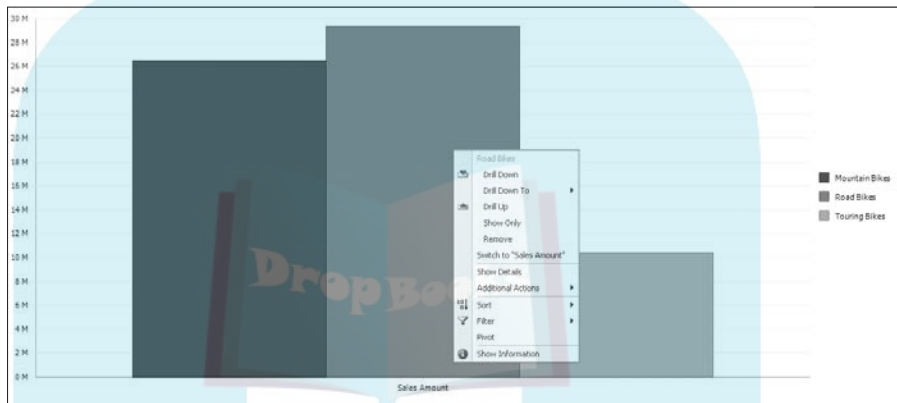 30 M
28 M
26 M
24 M
22 M
20 M
18 M
16 M
14 M
12 M
10 M
8 M
6 M
4 M
2 M
0 M
Sales Amount
Road Bikes
Drill Down
Drill Down To
Drill Up
Show Only
Remove
Switch to "Sales Amount"
Show Details
Additional Actions
Sort
Filter
Pivot
Show Information
Mountain Bikes
Road Bikes
Touring Bikes